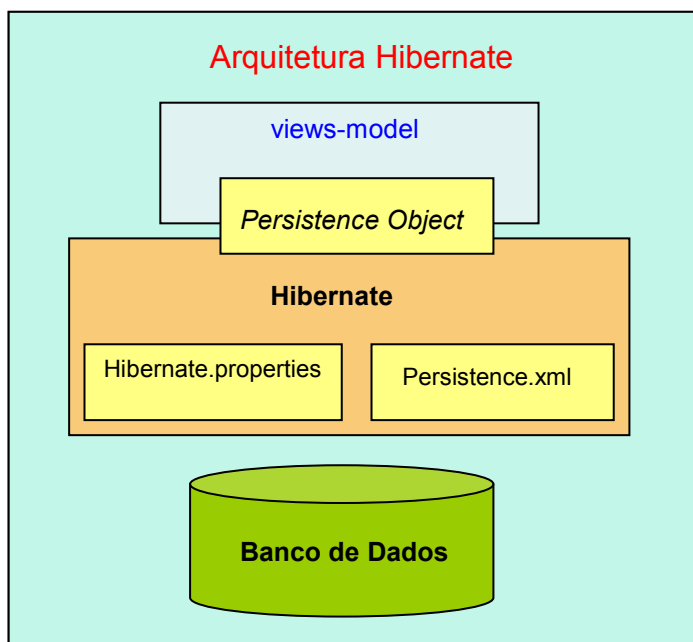 Arquitetura Hibernate
views-model
Persistence Object
Hibernate
Hibernate.properties
Persistence.xml
Banco de Dados